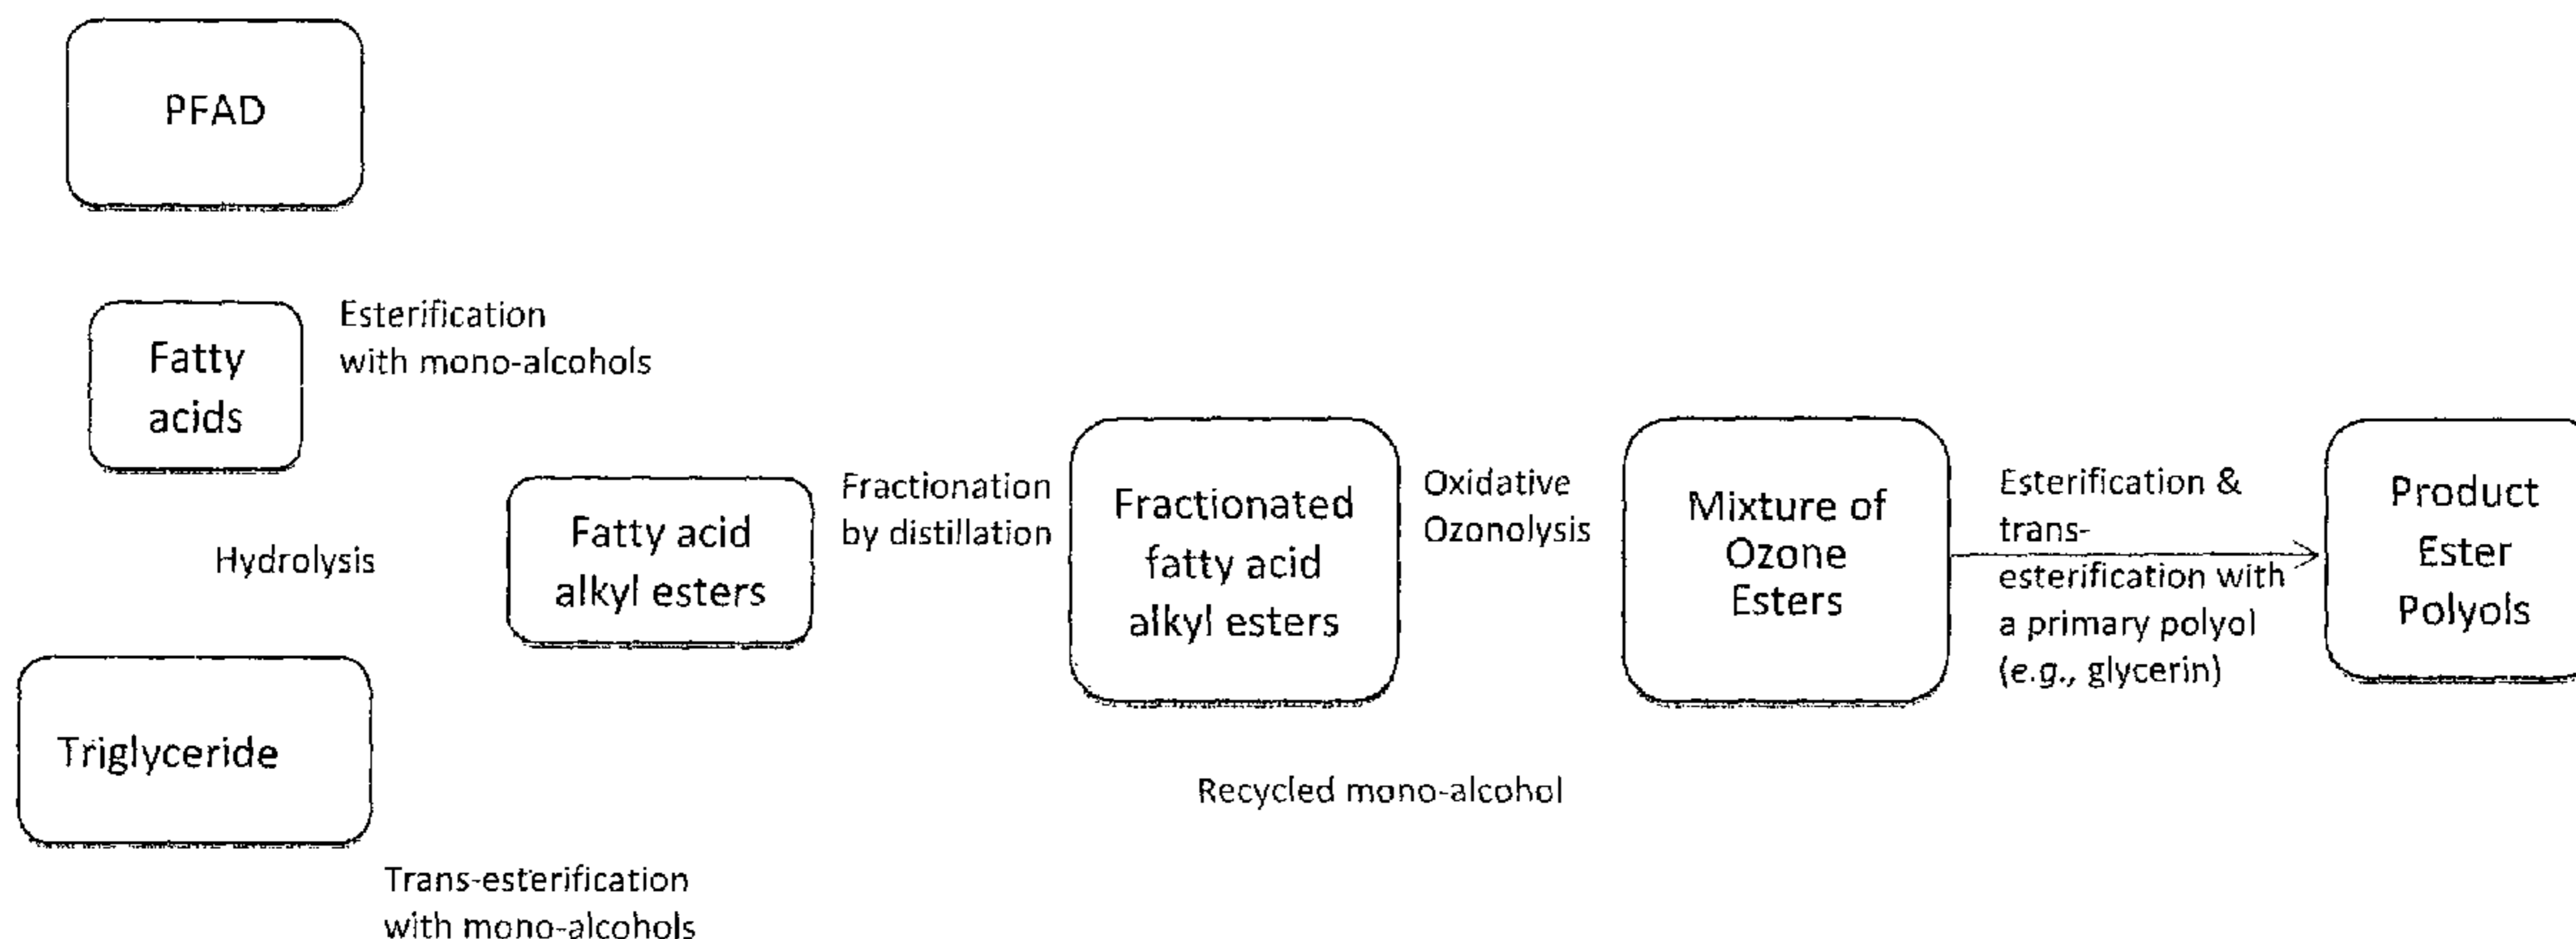 PFAD
Esterification
with mono-alcohols
Fatty
acids
Hydrolysis
Fatty acid
alkyl esters
Fractionation
by distillation
Fractionated
fatty acid
alkyl esters
Oxidative
Ozonolysis
Mixture of
Ozone
Esters
Esterification &
trans-
esterification with
a primary polyol
(e.g., glycerin)
Product
Ester
Polyols
Triglyceride
Recycled mono-alcohol
Trans-esterification
with mono-alcohols